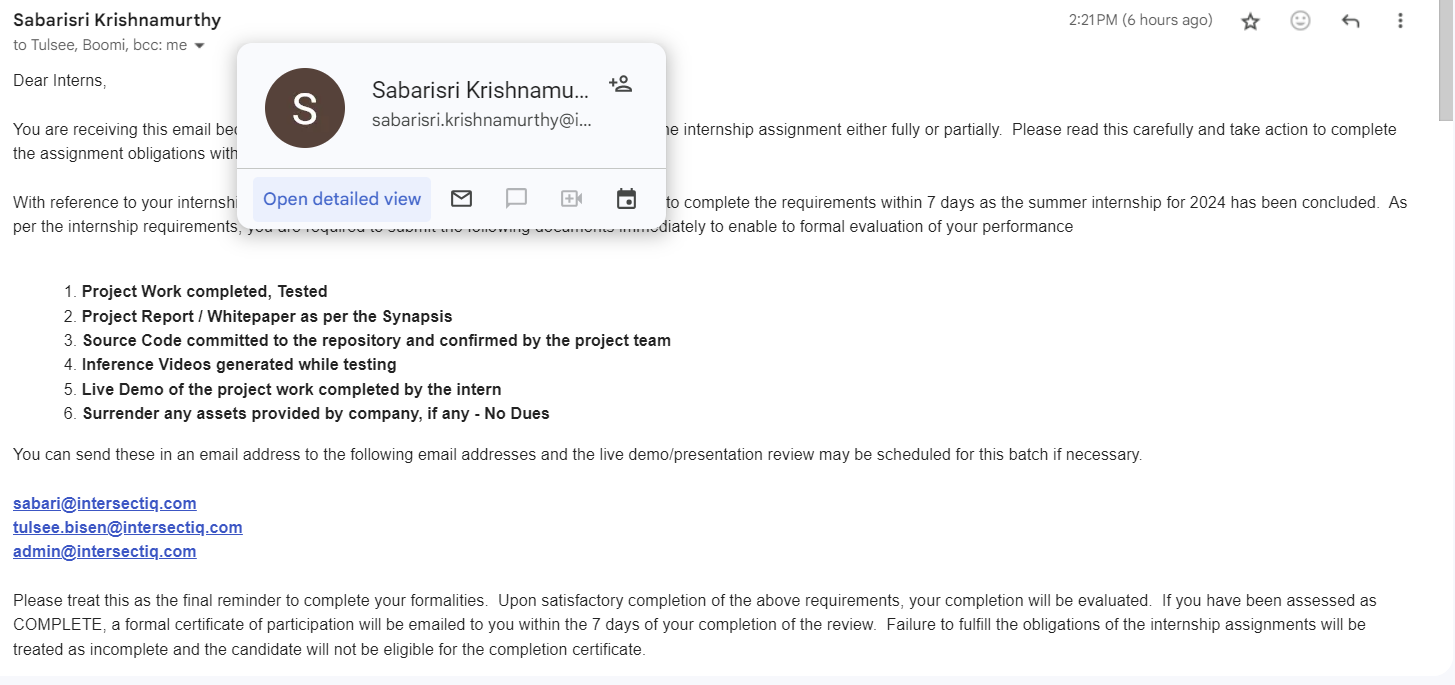 Sabarisri Krishnamurthy
2:21 PM (6 hours ago)
to Tulsee, Boomi, bcc: me
Dear Interns,
S
Sabarisri Krishnamu...
sabarisri.krishnamurthy@i...
Open detailed view
You are receiving this email internship assignment either fully or partially. Please read this carefully and take action to complete
the assignment obligations
With reference to your to complete the requirements within 7 days as the summer internship for 2024 has been concluded. As
per the internship requirements, you are required to submit the following documents immediately to enable to formal evaluation of your performance
1. Project Work completed, Tested
2. Project Report / Whitepaper as per the Synapsis
3. Source Code committed to the repository and confirmed by the project team
4. Inference Videos generated while testing
5. Live Demo of the project work completed by the intern
6. Surrender any assets provided by company, if any - No Dues
You can send these in an email address to the following email addresses and the live demo/presentation review may be scheduled for this batch if necessary.
sabari@intersectiq.com
tulsee.bisen@intersectiq.com
admin@intersectiq.com
Please treat this as the final reminder to complete your formalities. Upon satisfactory completion of the above requirements, your completion will be evaluated. If you have been assessed as
COMPLETE, a formal certificate of participation will be emailed to you within the 7 days of your completion of the review. Failure to fulfill the obligations of the internship assignments will be
treated as incomplete and the candidate will not be eligible for the completion certificate.